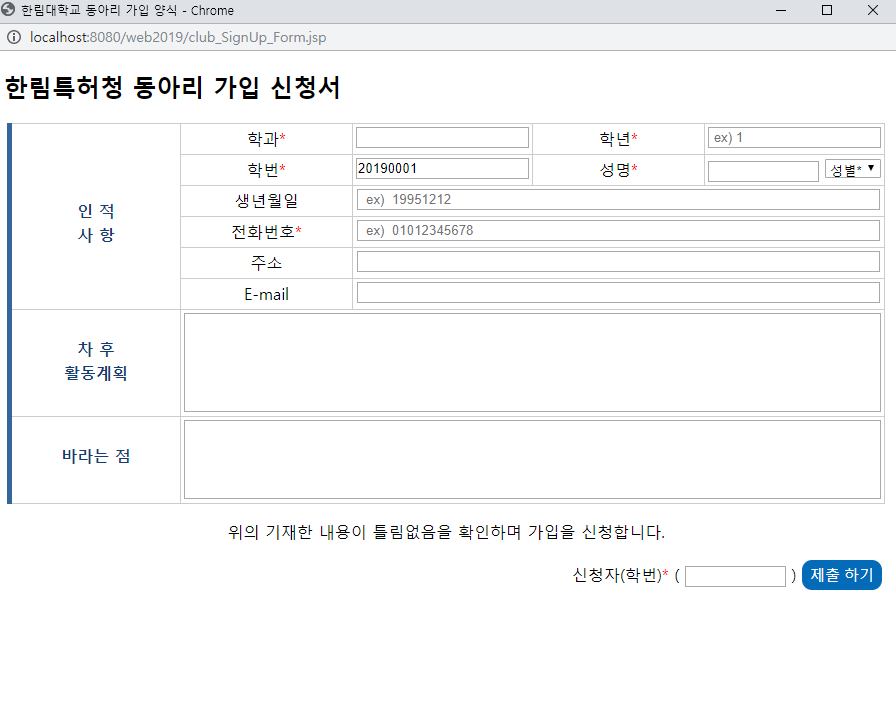 한림대학교 동아리 가입 양식 - Chrome
localhost:8080/web2019/club_SignUp_Form.jsp
한림특허청 동아리 가입 신청서
인 적
사 항
학과* 학년* ex) 1
학번* 20190001 성명* 성별*
생년월일 ex) 19951212
전화번호* ex) 01012345678
주소
E-mail
차 후
활동계획
바라는 점
위의 기재한 내용이 틀림없음을 확인하며 가입을 신청합니다.
신청자(학번)* ( ) 제출 하기